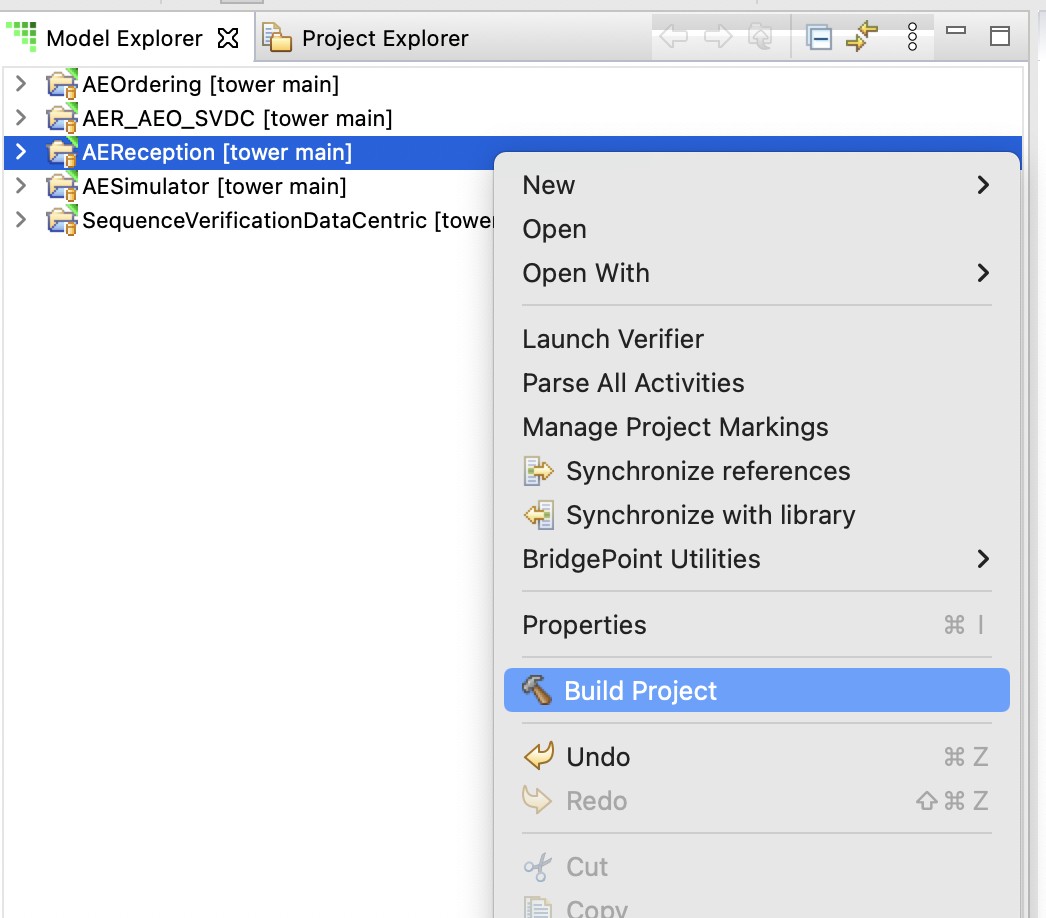 Model Explorer
Project Explorer
AEOrdering [tower main]
AER_AEO_SVDC [tower main]
AEReception [tower main]
AESimulator [tower main]
SequenceVerificationDataCentric [tower
New
Open
Open With
Launch Verifier
Parse All Activities
Manage Project Markings
Synchronize references
Synchronize with library
BridgePoint Utilities
Properties ⌘ I
Build Project
Undo ⌘ Z
Redo ⇧ ⌘ Z
Cut
Copy